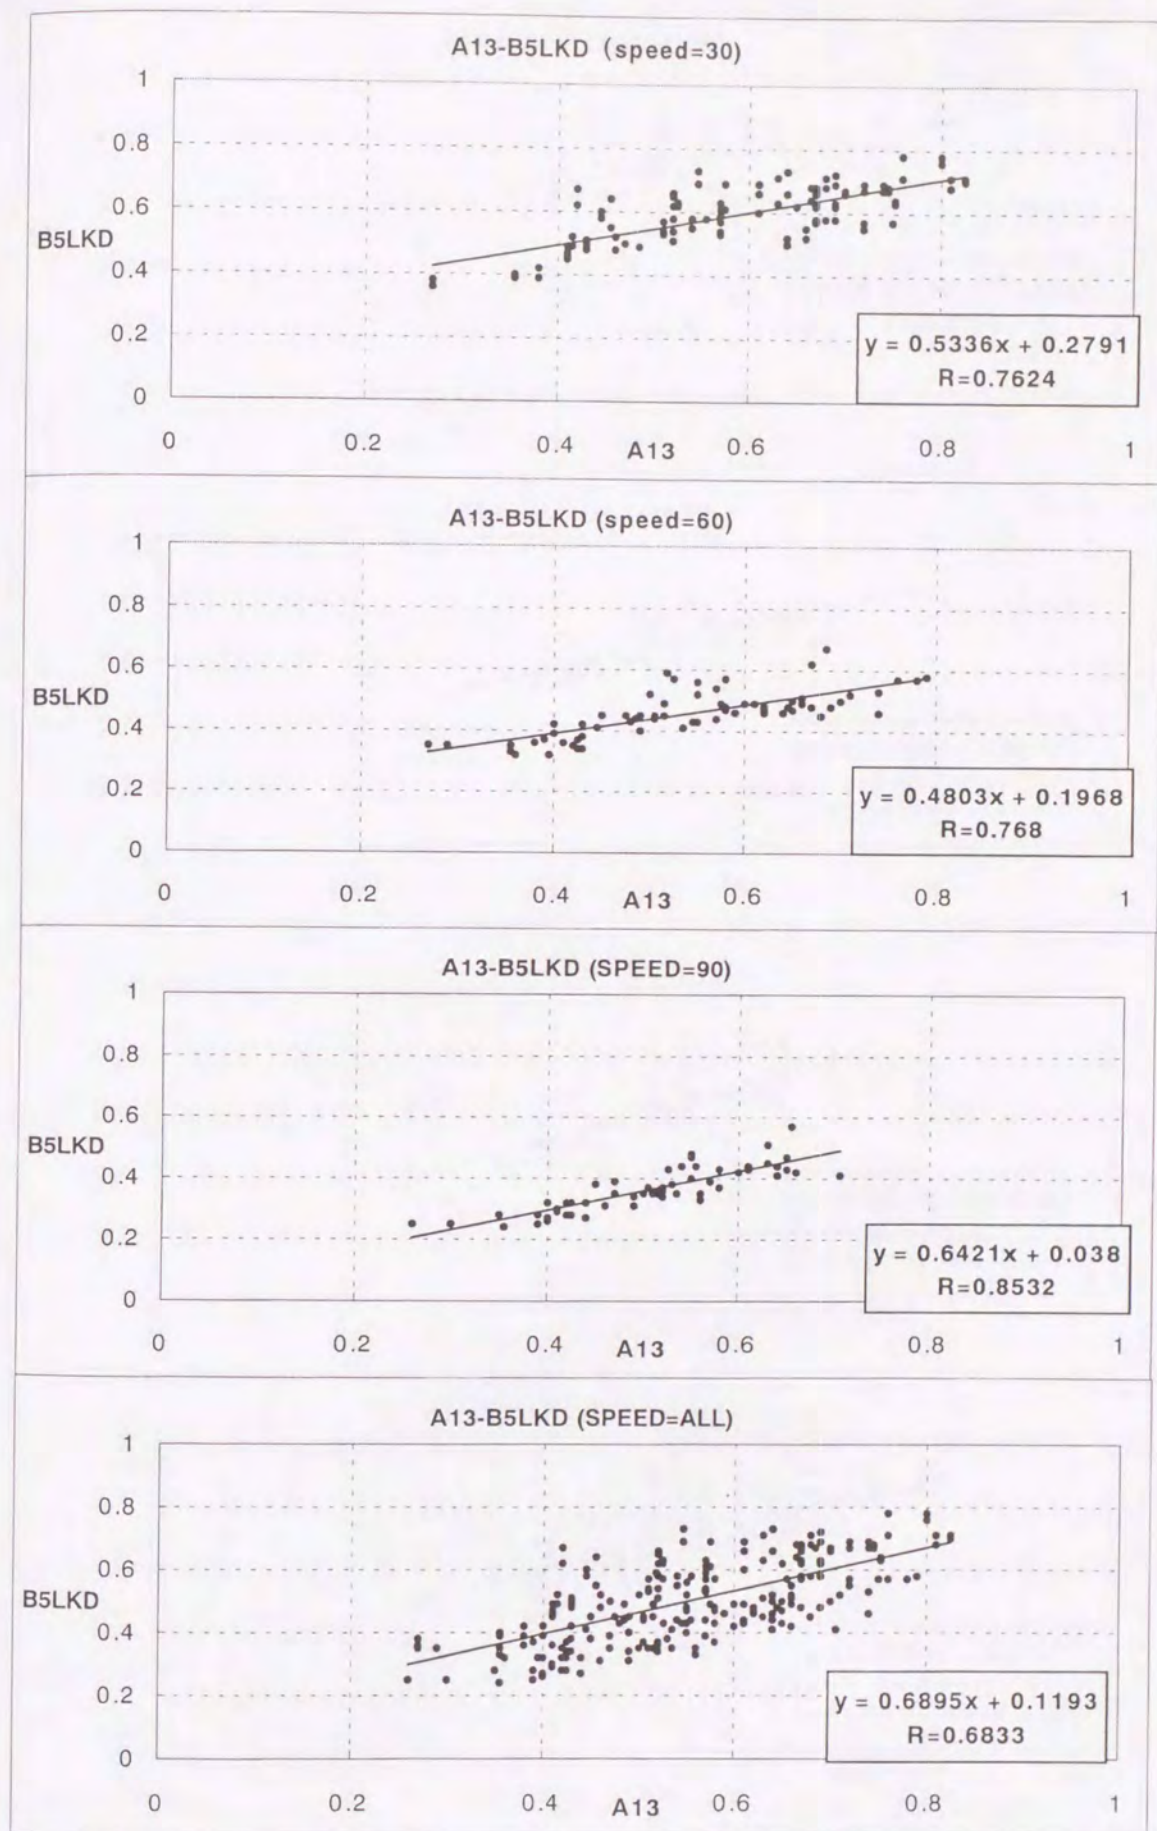 A13-B5LKD (speed=30)
1
0.8
0.6
B5LKD
0.4
0.2
0
y = 0.5336x + 0.2791
R=0.7624
0 0.2 0.4 A13 0.6 0.8 1
A13-B5LKD (speed=60)
1
0.8
0.6
B5LKD
0.4
0.2
0
y = 0.4803x + 0.1968
R=0.768
0 0.2 0.4 A13 0.6 0.8 1
A13-B5LKD (SPEED=90)
1
0.8
0.6
B5LKD
0.4
0.2
0
y = 0.6421x + 0.038
R=0.8532
0 0.2 0.4 A13 0.6 0.8 1
A13-B5LKD (SPEED=ALL)
1
0.8
0.6
B5LKD
0.4
0.2
0
y = 0.6895x + 0.1193
R=0.6833
0 0.2 0.4 A13 0.6 0.8 1